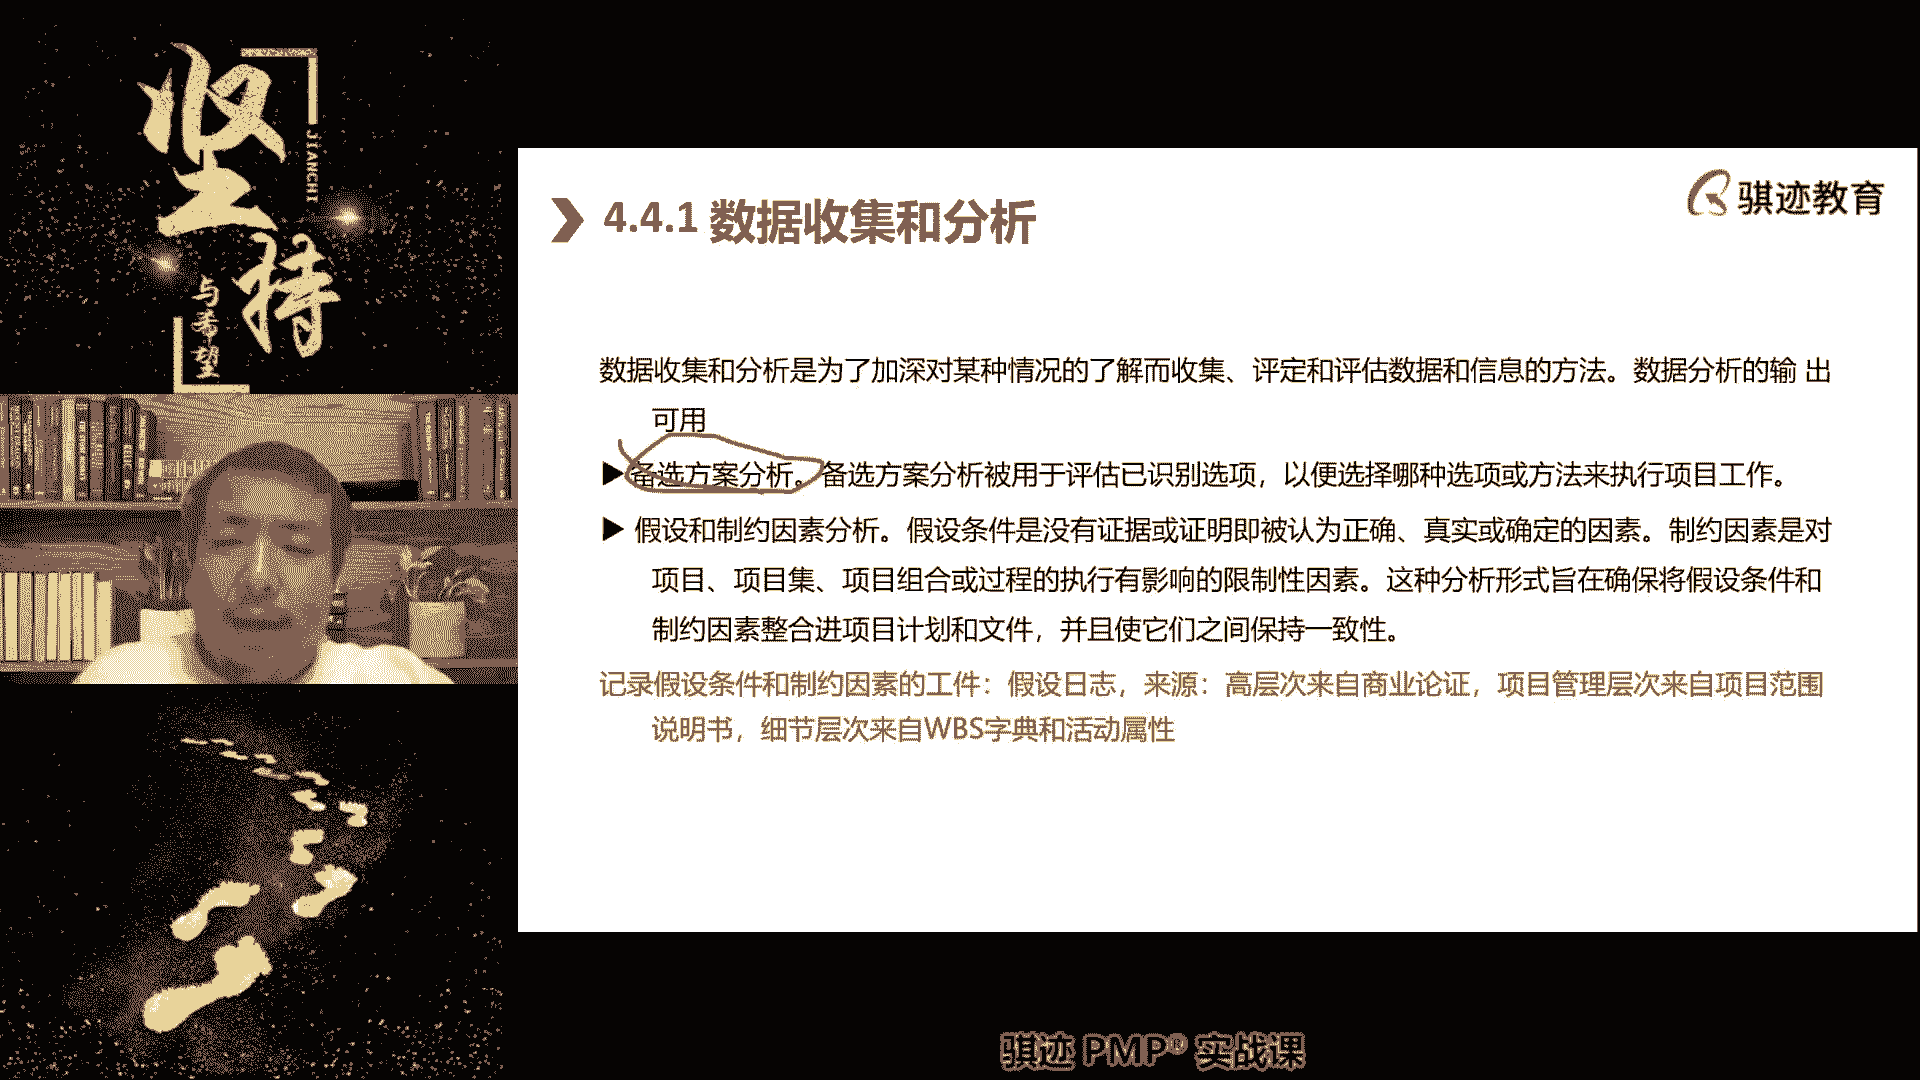 坚持
JIANCHI
与希望
骐迹教育
4.4.1 数据收集和分析
数据收集和分析是为了加深对某种情况的了解而收集、评定和评估数据和信息的方法。数据分析的输 出
可用
▶备选方案分析。备选方案分析被用于评估已识别选项，以便选择哪种选项或方法来执行项目工作。
▶ 假设和制约因素分析。假设条件是没有证据或证明即被认为正确、真实或确定的因素。制约因素是对
项目、项目集、项目组合或过程的执行有影响的限制性因素。这种分析形式旨在确保将假设条件和
制约因素整合进项目计划和文件，并且使它们之间保持一致性。
记录假设条件和制约因素的工件：假设日志，来源：高层次来自商业论证，项目管理层次来自项目范围
说明书，细节层次来自WBS字典和活动属性
骐迹 PMP® 实战课